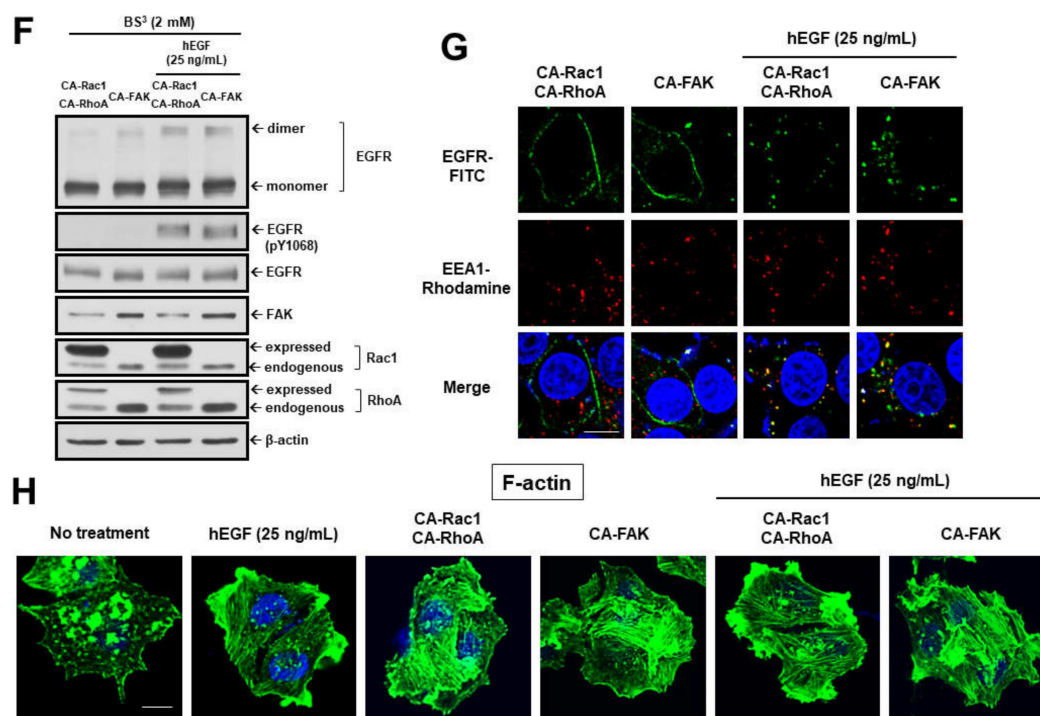 F
BS³ (2 mM)
hEGF
(25 ng/mL)
CA-Rac1
CA-RhoA
CA-FAK
CA-Rac1
CA-RhoA
CA-FAK
← dimer
EGFR
← monomer
← EGFR
(pY1068)
← EGFR
← FAK
← expressed
Rac1
← endogenous
← expressed
RhoA
← endogenous
← β-actin
G
hEGF (25 ng/mL)
CA-Rac1
CA-RhoA
CA-FAK
CA-Rac1
CA-RhoA
CA-FAK
EGFR-
FITC
EEA1-
Rhodamine
Merge
H
F-actin
hEGF (25 ng/mL)
No treatment
hEGF (25 ng/mL)
CA-Rac1
CA-RhoA
CA-FAK
CA-Rac1
CA-RhoA
CA-FAK